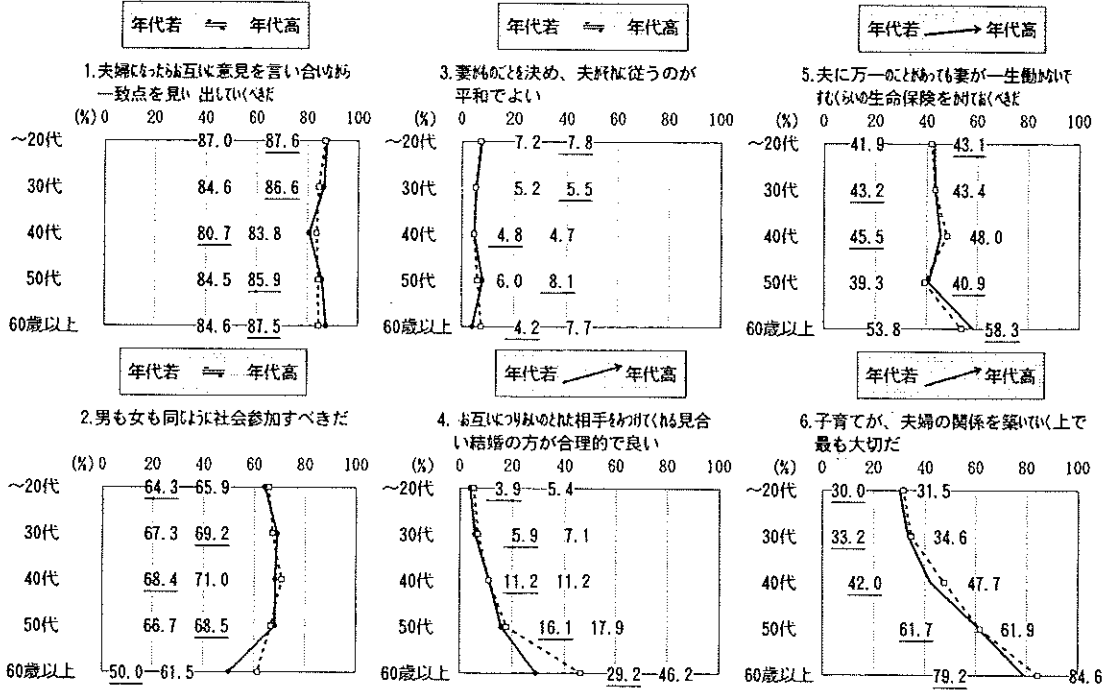 年代若 ⇋ 年代高
1.夫婦になったらお互いに意見を言い合いながら
一致点を見い 出していくべきだ
(%) 0 20 40 60 80 100
～20代 87.0 87.6
30代 84.6 86.6
40代 80.7 83.8
50代 84.5 85.9
60歳以上 84.6 87.5
年代若 ⇋ 年代高
2.男も女も同じように社会参加すべきだ
(%) 0 20 40 60 80 100
～20代 64.3 65.9
30代 67.3 69.2
40代 68.4 71.0
50代 66.7 68.5
60歳以上 50.0 61.5
年代若 ⇋ 年代高
3.妻がものごとを決め、夫がそれに従うのが
平和でよい
(%) 0 20 40 60 80 100
～20代 7.2 7.8
30代 5.2 5.5
40代 4.8 4.7
50代 6.0 8.1
60歳以上 4.2 7.7
年代若 → 年代高
4. お互いにつりあいのとれた相手をみつけてくれる見合
い結婚の方が合理的で良い
(%) 0 20 40 60 80 100
～20代 3.9 5.4
30代 5.9 7.1
40代 11.2 11.2
50代 16.1 17.9
60歳以上 29.2 46.2
年代若 → 年代高
5.夫に万一のことがあっても妻が一生働かないで
すむくらいの生命保険をかけておくべきだ
(%) 0 20 40 60 80 100
～20代 41.9 43.1
30代 43.2 43.4
40代 45.5 48.0
50代 39.3 40.9
60歳以上 53.8 58.3
年代若 → 年代高
6.子育てが、夫婦の関係を築いていく上で
最も大切だ
(%) 0 20 40 60 80 100
～20代 30.0 31.5
30代 33.2 34.6
40代 42.0 47.7
50代 61.7 61.9
60歳以上 79.2 84.6